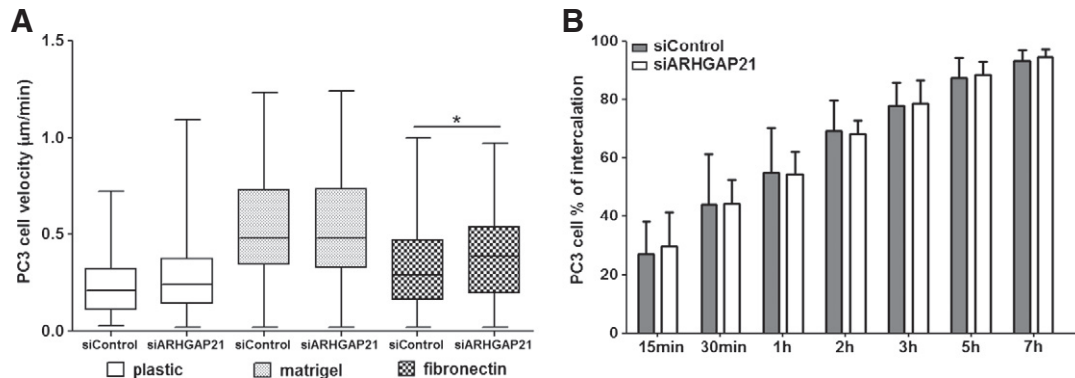 A
PC3 cell velocity (µm/min)
1.5
1.0
0.5
0.0
*
siControl siARHGAP21 siControl siARHGAP21 siControl siARHGAP21
plastic matrigel fibronectin
B
siControl
siARHGAP21
PC3 cell % of intercalation
100
80
60
40
20
0
15min 30min 1h 2h 3h 5h 7h